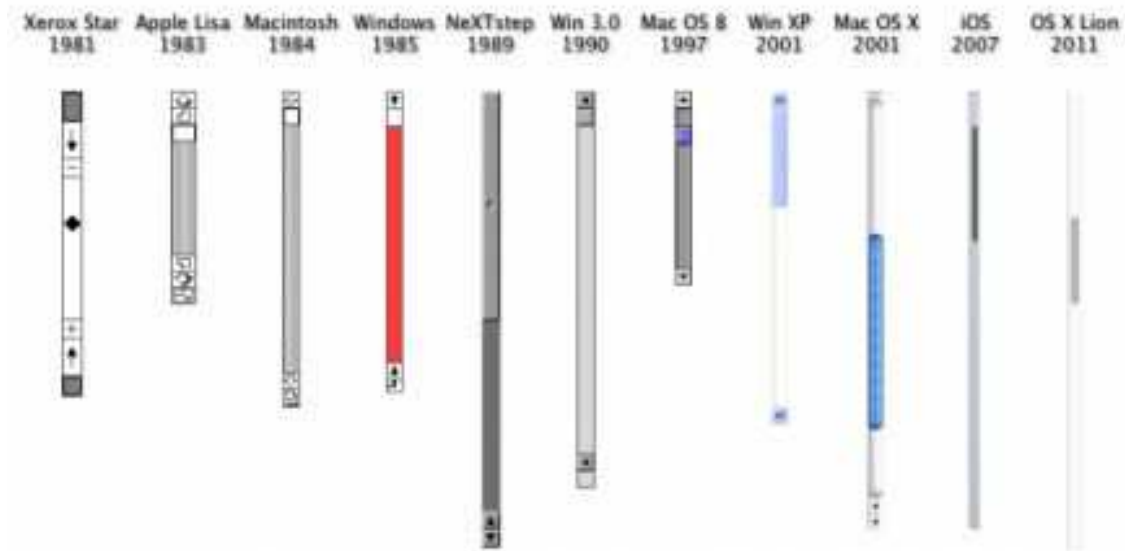 Xerox Star
1981
Apple Lisa
1983
Macintosh
1984
Windows
1985
NeXTstep
1989
Win 3.0
1990
Mac OS 8
1997
Win XP
2001
Mac OS X
2001
iOS
2007
OS X Lion
2011